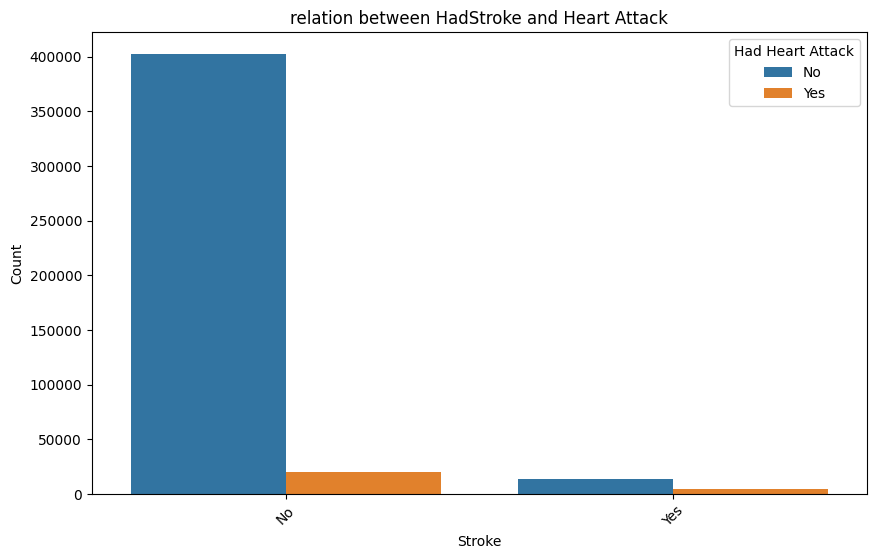 relation between HadStroke and Heart Attack
Had Heart Attack
No
Yes
Count
400000
350000
300000
250000
200000
150000
100000
50000
0
No
Yes
Stroke